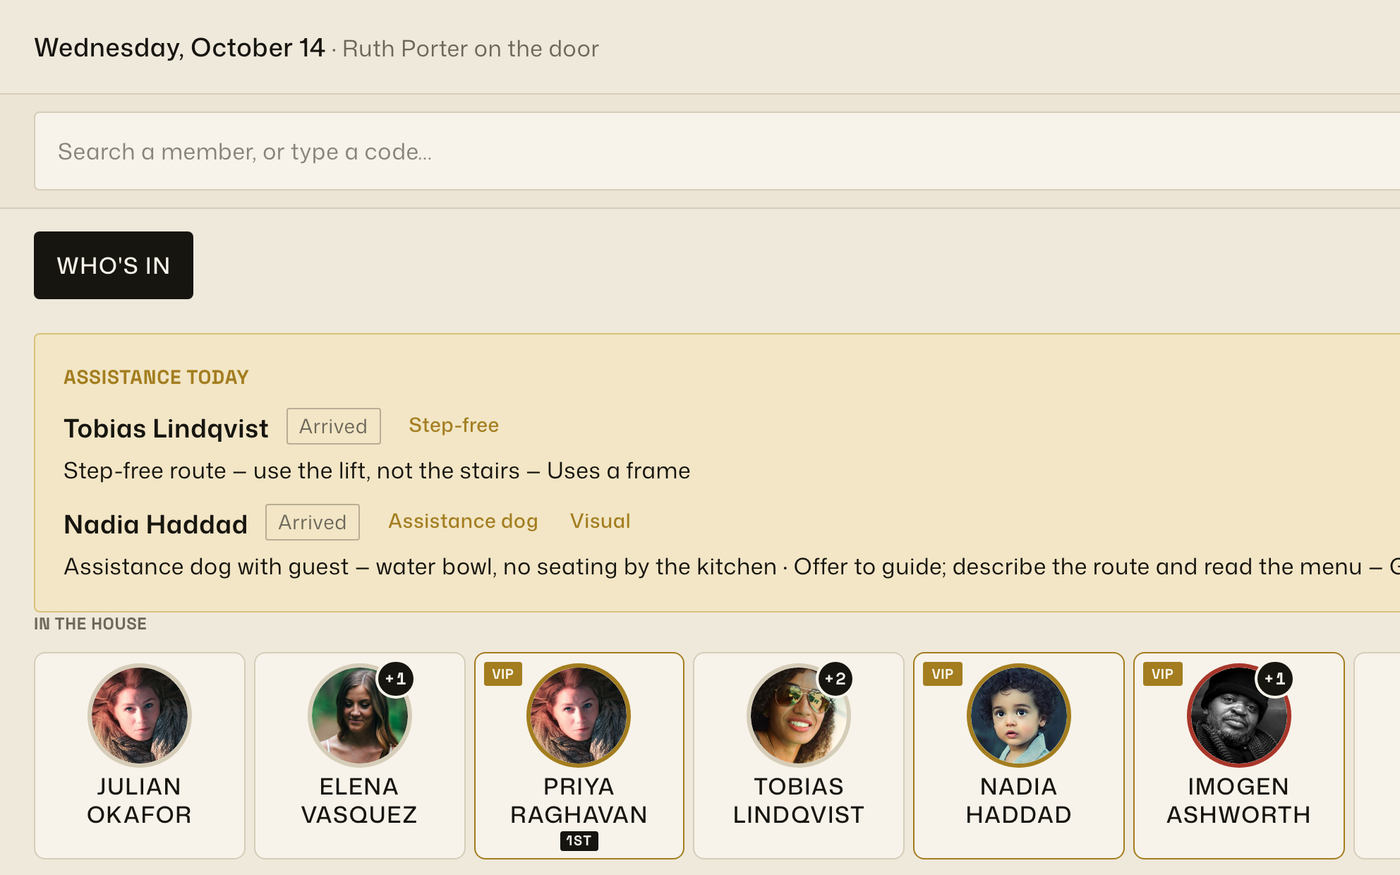 Wednesday, October 14 · Ruth Porter on the door
Search a member, or type a code...
WHO'S IN
ASSISTANCE TODAY
Tobias Lindqvist Arrived Step-free
Step-free route – use the lift, not the stairs – Uses a frame
Nadia Haddad Arrived Assistance dog Visual
Assistance dog with guest – water bowl, no seating by the kitchen · Offer to guide; describe the route and read the menu –
IN THE HOUSE
JULIAN
OKAFOR
+1
ELENA
VASQUEZ
VIP
PRIYA
RAGHAVAN
1ST
+2
TOBIAS
LINDQVIST
VIP
NADIA
HADDAD
VIP
+1
IMOGEN
ASHWORTH